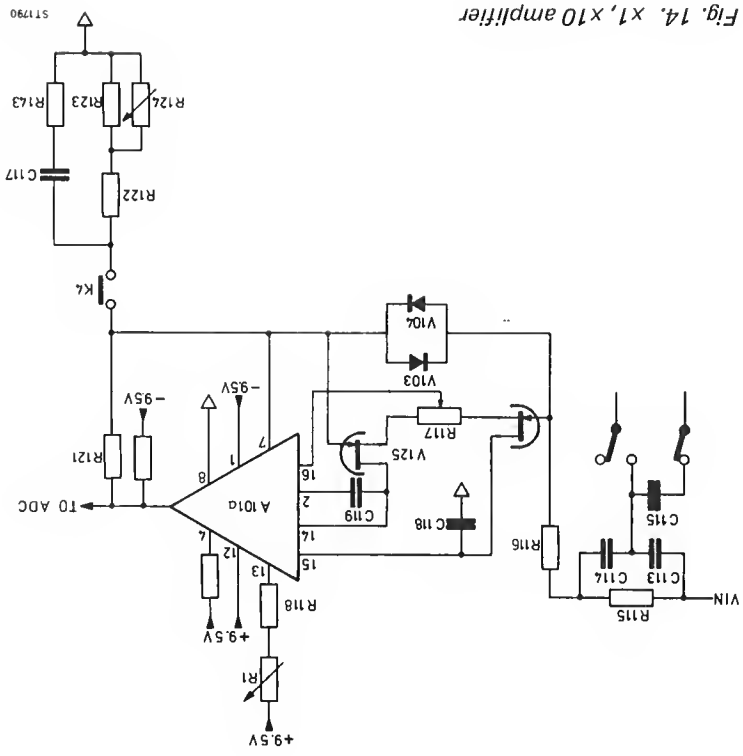 +9.5V
R1
+9.5V
+9.5V
R118
R115
VIN
C113
C114
13
12
4
R116
C118
15
TO ADC
C115
14
A101a
C119
2
R121
16
8
V125
R117
1
7
-9.5V
-9.5V
V103
V104
K4
R122
C117
R124
R123
R143
Fig. 14. x1, x10 amplifier
ST1790